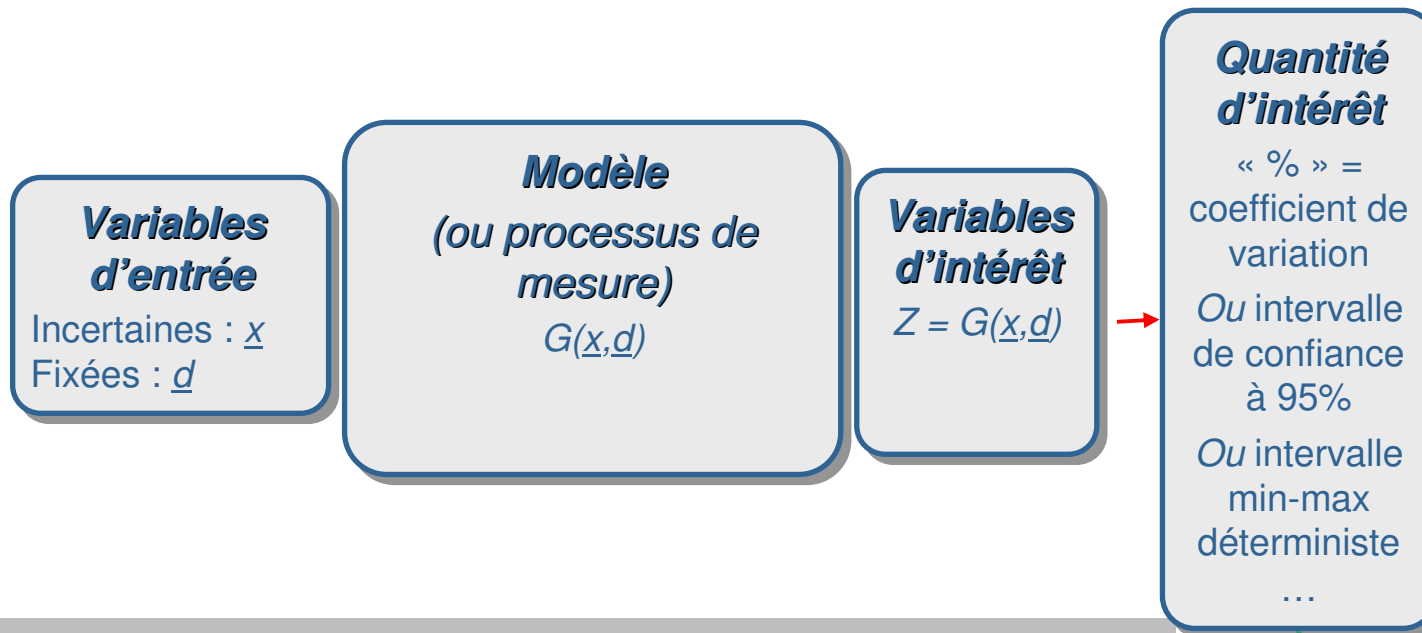 Variables
d'entrée
Incertaines : x
Fixées : d
Modèle
(ou processus de
mesure)
G(x,d)
Variables
d'intérêt
Z = G(x,d)
Quantité
d'intérêt
« % » =
coefficient de
variation
Ou intervalle
de confiance
à 95%
Ou intervalle
min-max
déterministe
…